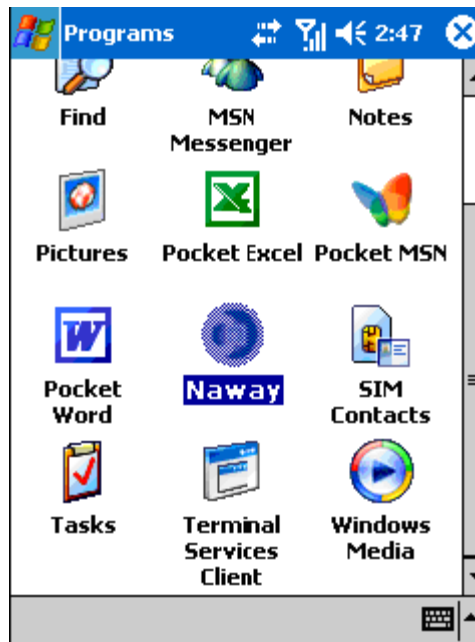 Programs 2:47
Find MSN Messenger Notes
Pictures Pocket Excel Pocket MSN
Pocket Word Naway SIM Contacts
Tasks Terminal Services Client Windows Media